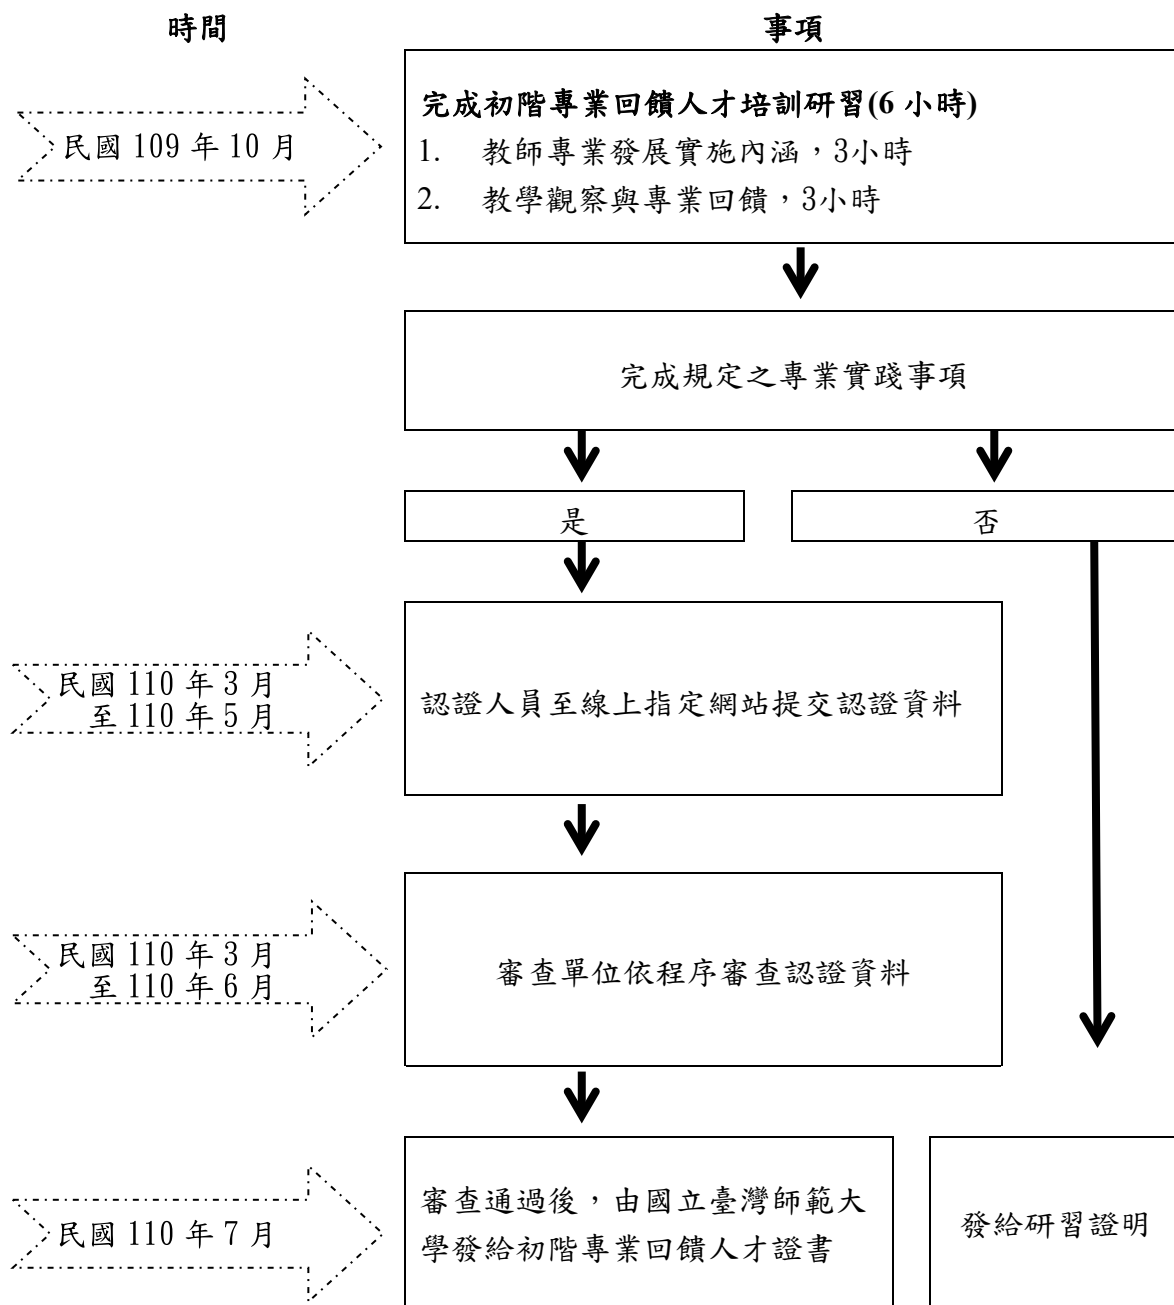 時間
事項
民國 109 年 10 月
完成初階專業回饋人才培訓研習(6 小時)
1. 教師專業發展實施內涵，3小時
2. 教學觀察與專業回饋，3小時
完成規定之專業實踐事項
是
否
民國 110 年 3 月
至 110 年 5 月
認證人員至線上指定網站提交認證資料
民國 110 年 3 月
至 110 年 6 月
審查單位依程序審查認證資料
民國 110 年 7 月
審查通過後，由國立臺灣師範大
學發給初階專業回饋人才證書
發給研習證明